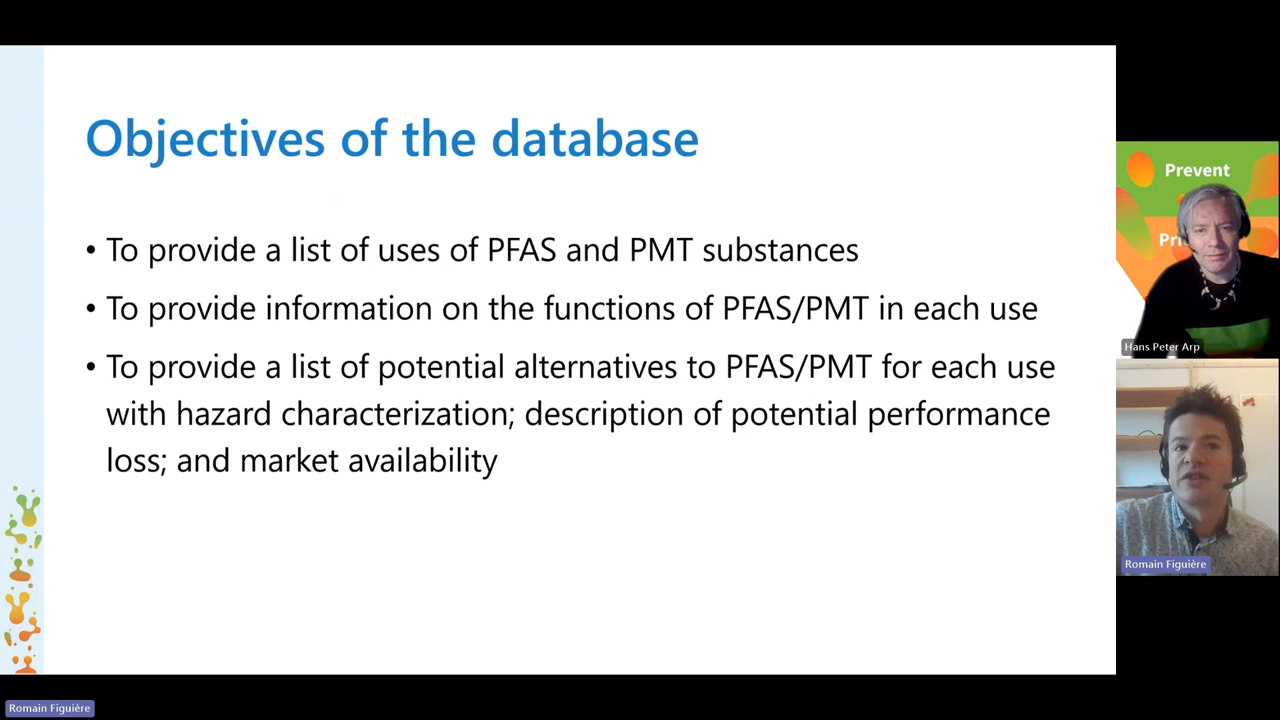 Objectives of the database
• To provide a list of uses of PFAS and PMT substances
• To provide information on the functions of PFAS/PMT in each use
• To provide a list of potential alternatives to PFAS/PMT for each use
with hazard characterization; description of potential performance
loss; and market availability
Prevent
Hans Peter Arp
Romain Figuière
Romain Figuière